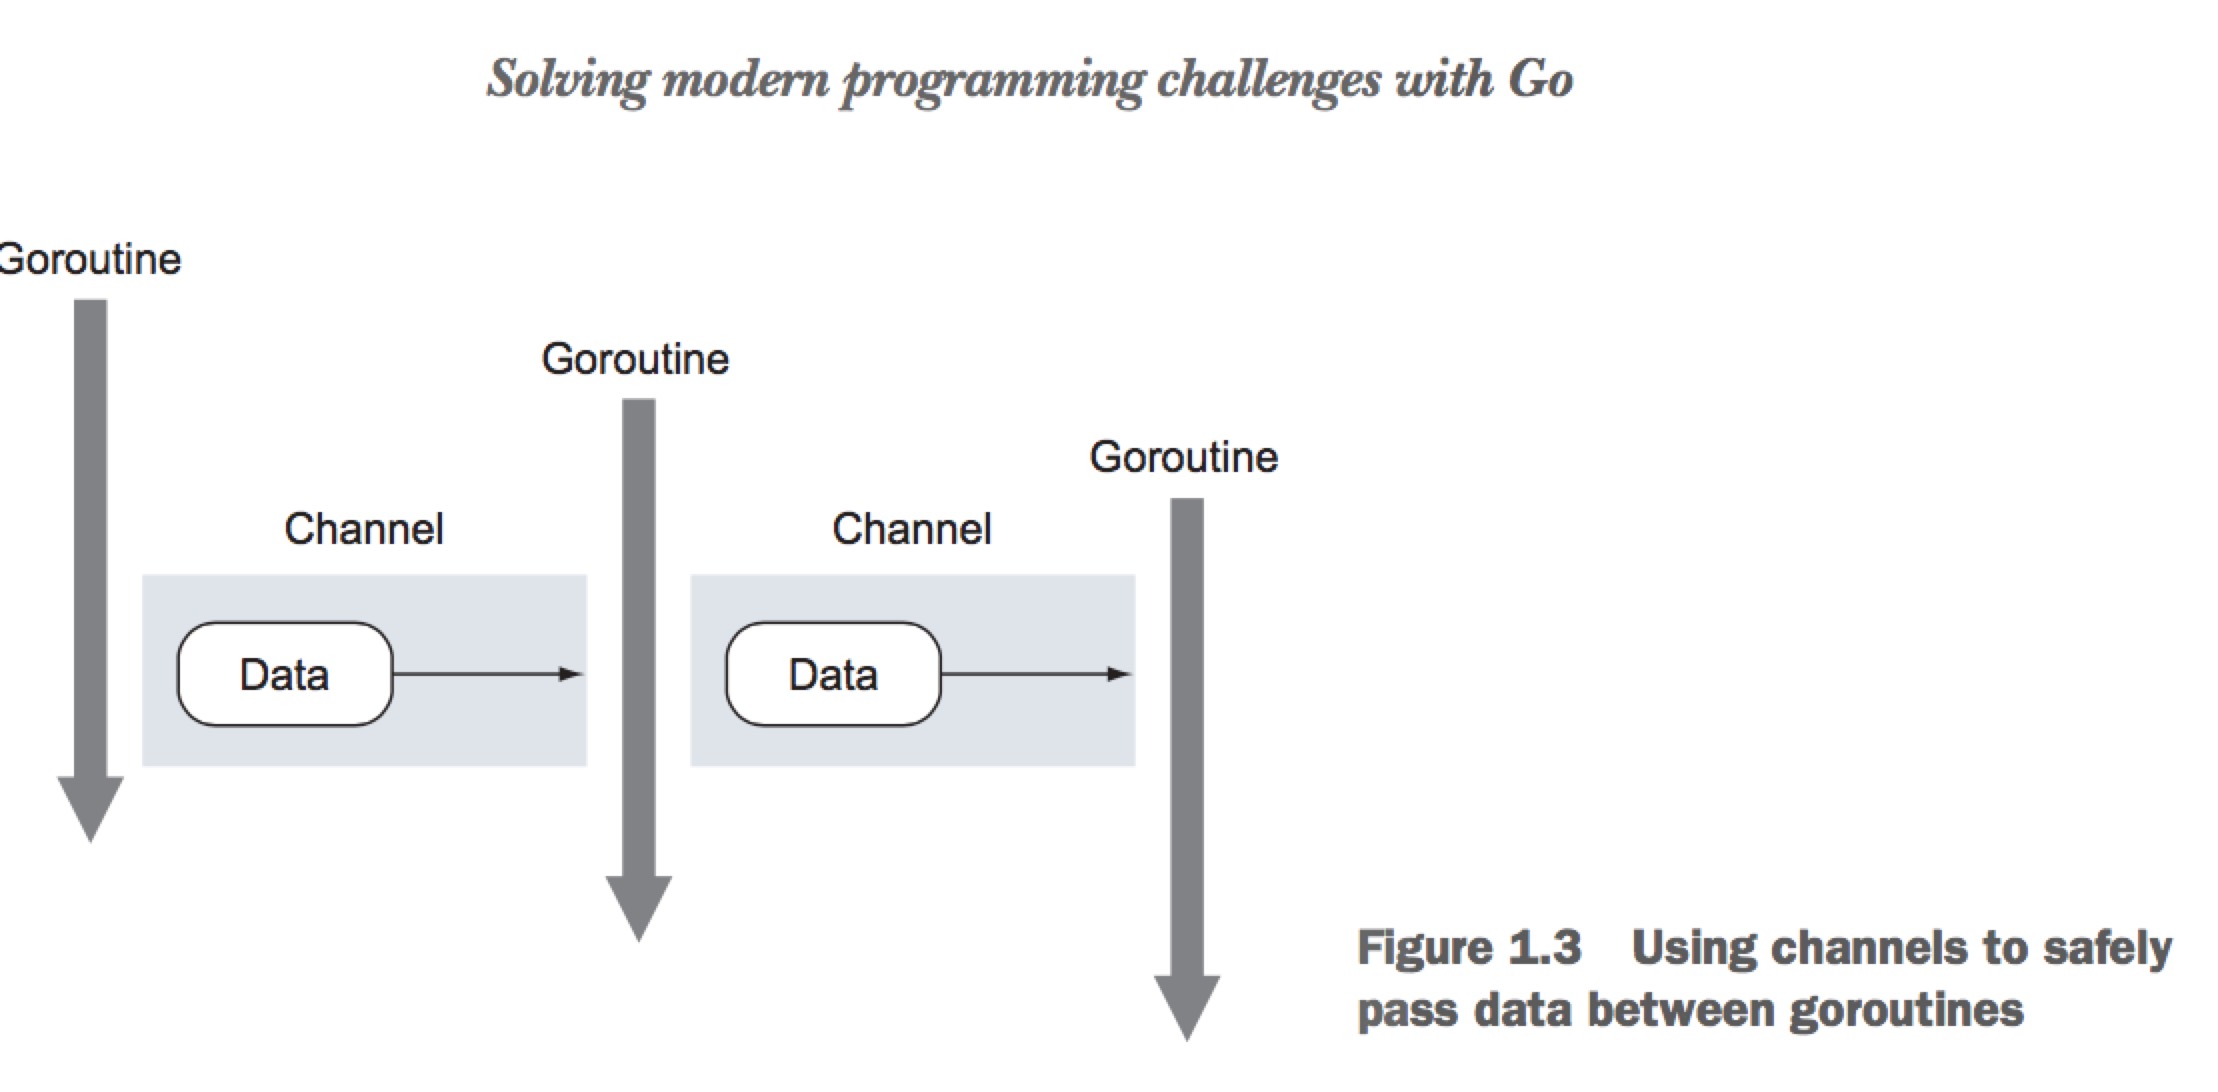 Solving modern programming challenges with Go
Goroutine
Goroutine
Goroutine
Channel
Channel
Data
Data
Figure 1.3 Using channels to safely
pass data between goroutines